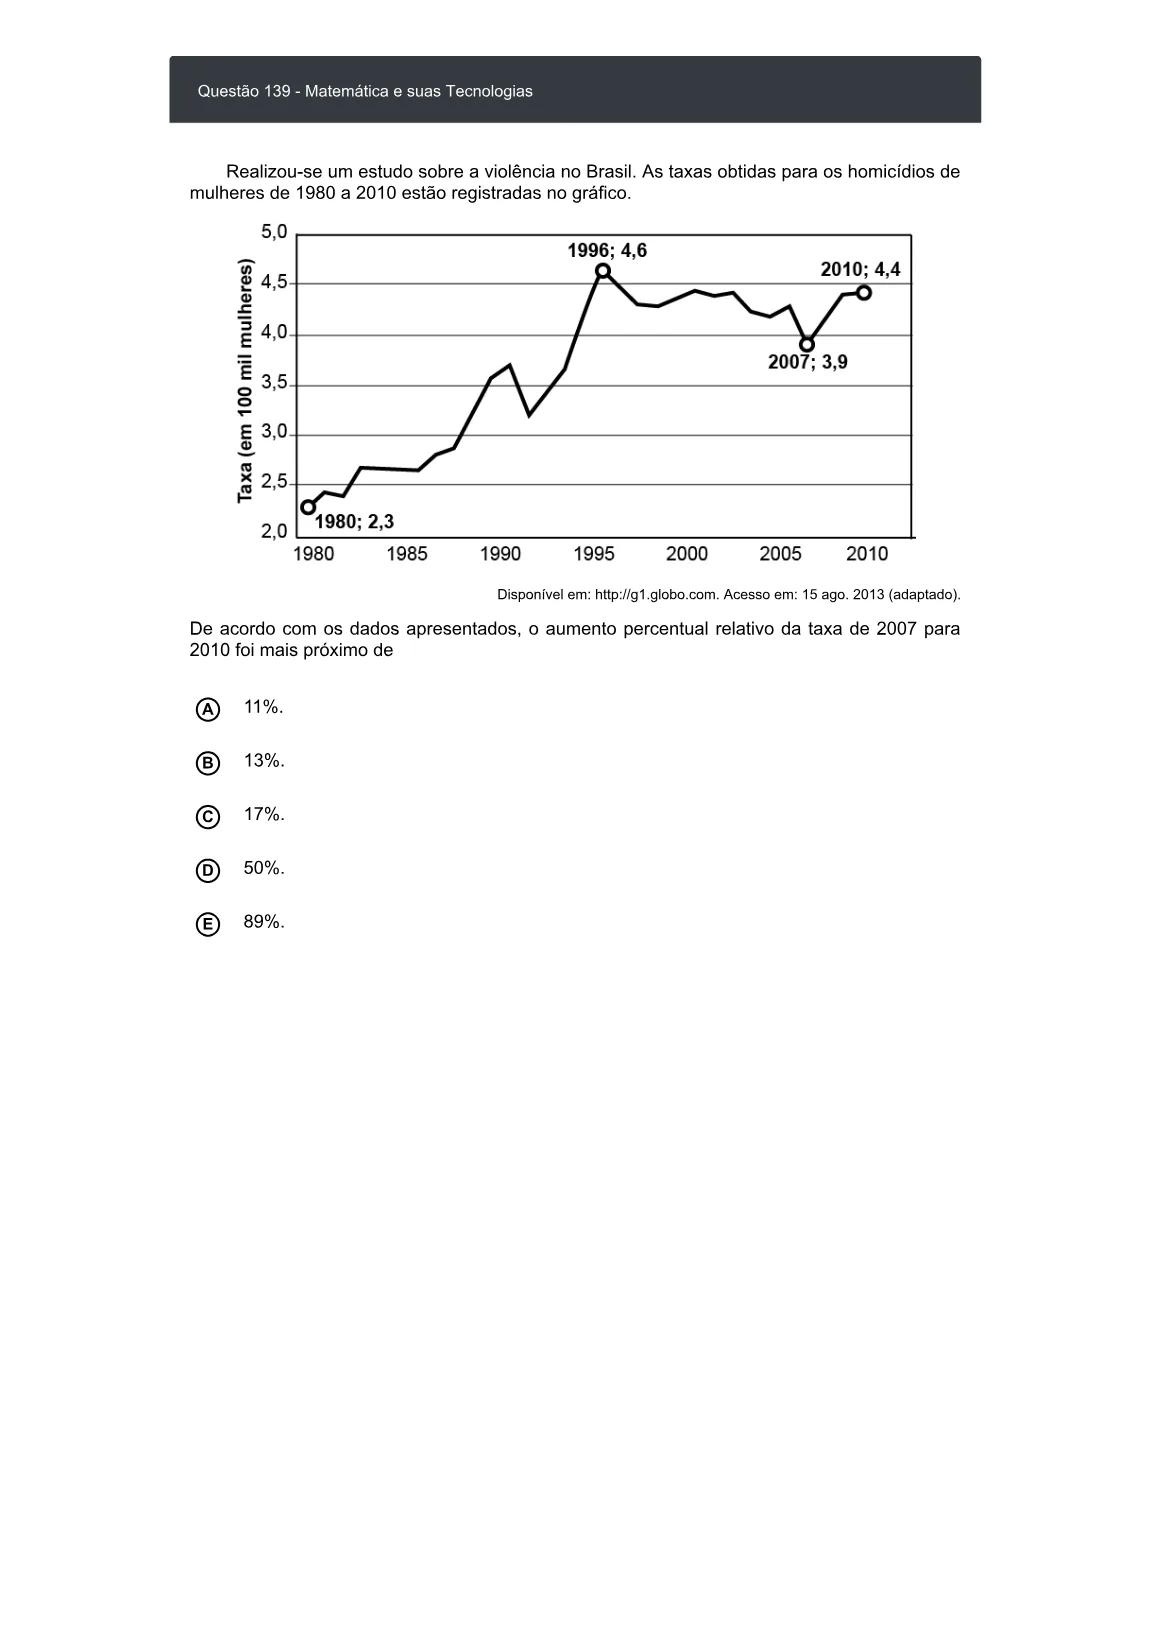 Questão 139 - Matemática e suas Tecnologias
Realizou-se um estudo sobre a violência no Brasil. As taxas obtidas para os homicídios de
mulheres de 1980 a 2010 estão registradas no gráfico.
Taxa (em 100 mil mulheres)
5,0
4,5
4,0
3,5
3,0
2,5
2,0
1996; 4,6
2010; 4,4
2007; 3,9
1980; 2,3
1980 1985 1990 1995 2000 2005 2010
Disponível em: http://g1.globo.com. Acesso em: 15 ago. 2013 (adaptado).
De acordo com os dados apresentados, o aumento percentual relativo da taxa de 2007 para
2010 foi mais próximo de
A 11%.
B 13%.
C 17%.
D 50%.
E 89%.